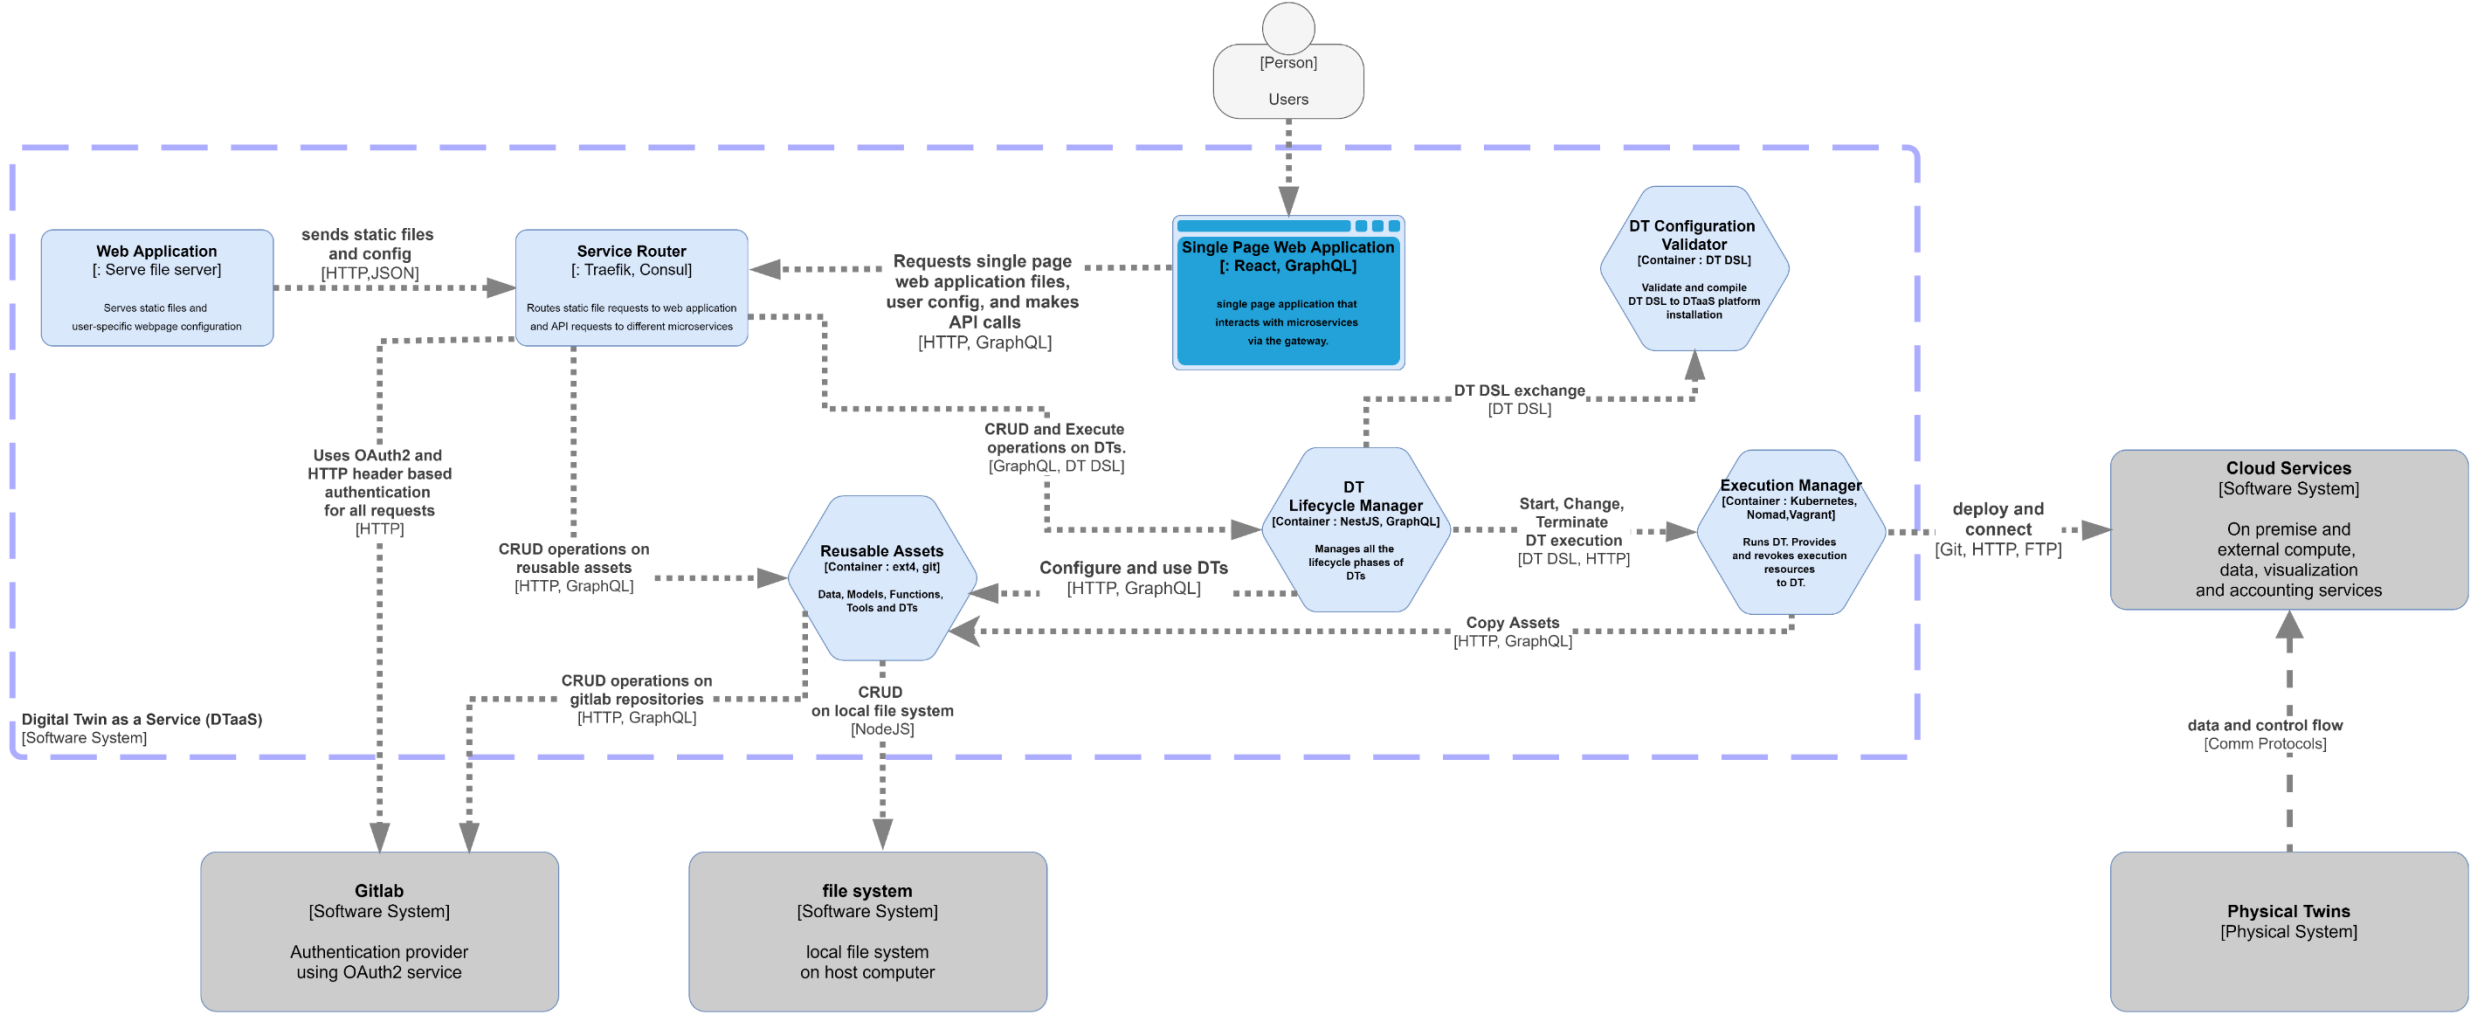 [Person]
Users
Web Application
[: Serve file server]
Serves static files and
user-specific webpage configuration
sends static files
and config
[HTTP,JSON]
Service Router
[: Traefik, Consul]
Routes static file requests to web application
and API requests to different microservices
Requests single page
web application files,
user config, and makes
API calls
[HTTP, GraphQL]
Single Page Web Application
[: React, GraphQL]
single page application that
interacts with microservices
via the gateway.
DT Configuration
Validator
[Container : DT DSL]
Validate and compile
DT DSL to DTaaS platform
installation
DT DSL exchange
[DT DSL]
Uses OAuth2 and
HTTP header based
authentication
for all requests
[HTTP]
CRUD and Execute
operations on DTs.
[GraphQL, DT DSL]
DT
Lifecycle Manager
[Container : NestJS, GraphQL]
Manages all the
lifecycle phases of
DTs
Start, Change,
Terminate
DT execution
[DT DSL, HTTP]
Execution Manager
[Container : Kubernetes,
Nomad,Vagrant]
Runs DT. Provides
and revokes execution
resources
to DT.
deploy and
connect
[Git, HTTP, FTP]
Cloud Services
[Software System]
On premise and
external compute,
data, visualization
and accounting services
CRUD operations on
reusable assets
[HTTP, GraphQL]
Reusable Assets
[Container : ext4, git]
Data, Models, Functions,
Tools and DTs
Configure and use DTs
[HTTP, GraphQL]
Copy Assets
[HTTP, GraphQL]
CRUD operations on
gitlab repositories
[HTTP, GraphQL]
CRUD
on local file system
[NodeJS]
Digital Twin as a Service (DTaaS)
[Software System]
data and control flow
[Comm Protocols]
Gitlab
[Software System]
Authentication provider
using OAuth2 service
file system
[Software System]
local file system
on host computer
Physical Twins
[Physical System]